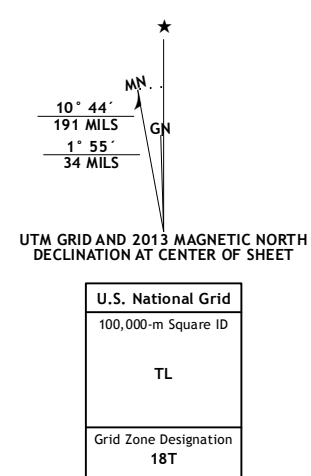 ★
MN
10° 44´
191 MILS
GN
1° 55´
34 MILS
UTM GRID AND 2013 MAGNETIC NORTH
DECLINATION AT CENTER OF SHEET
U.S. National Grid
100,000-m Square ID
TL
Grid Zone Designation
18T